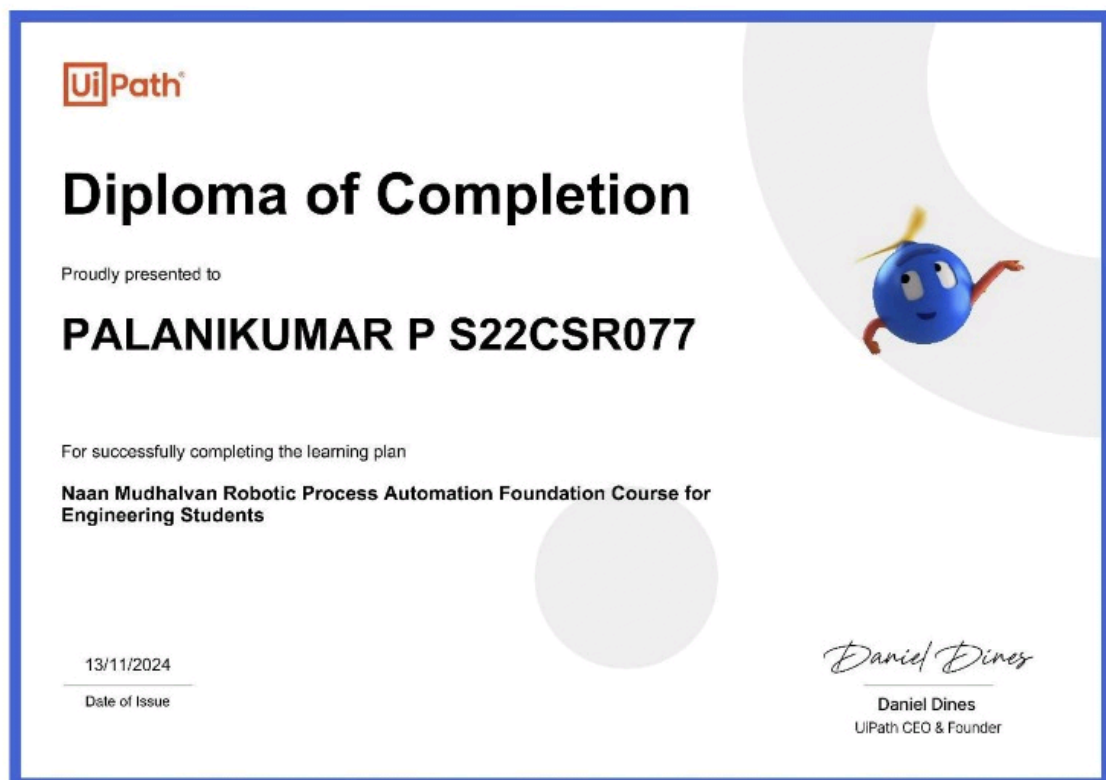 UiPath®
Diploma of Completion
Proudly presented to
PALANIKUMAR P S22CSR077
For successfully completing the learning plan
Naan Mudhalvan Robotic Process Automation Foundation Course for
Engineering Students
13/11/2024
Date of Issue
Daniel Dines
Daniel Dines
UiPath CEO & Founder